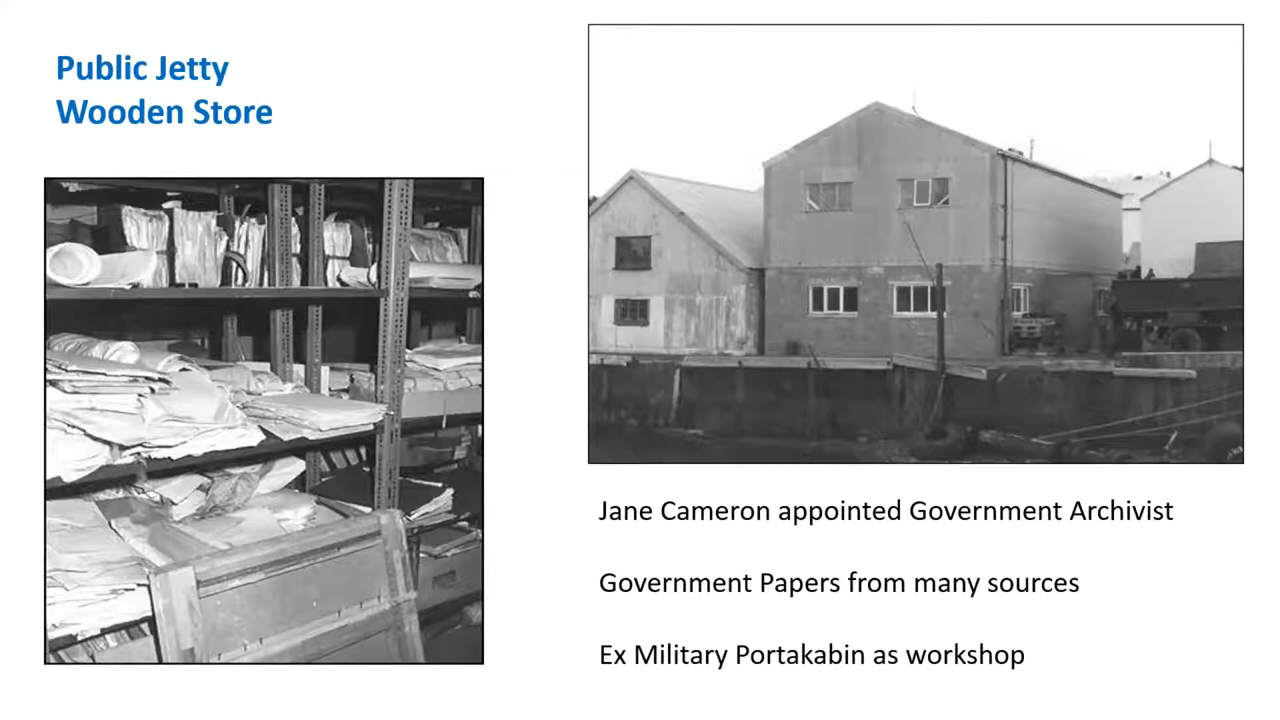 Public Jetty
Wooden Store
Jane Cameron appointed Government Archivist
Government Papers from many sources
Ex Military Portakabin as workshop